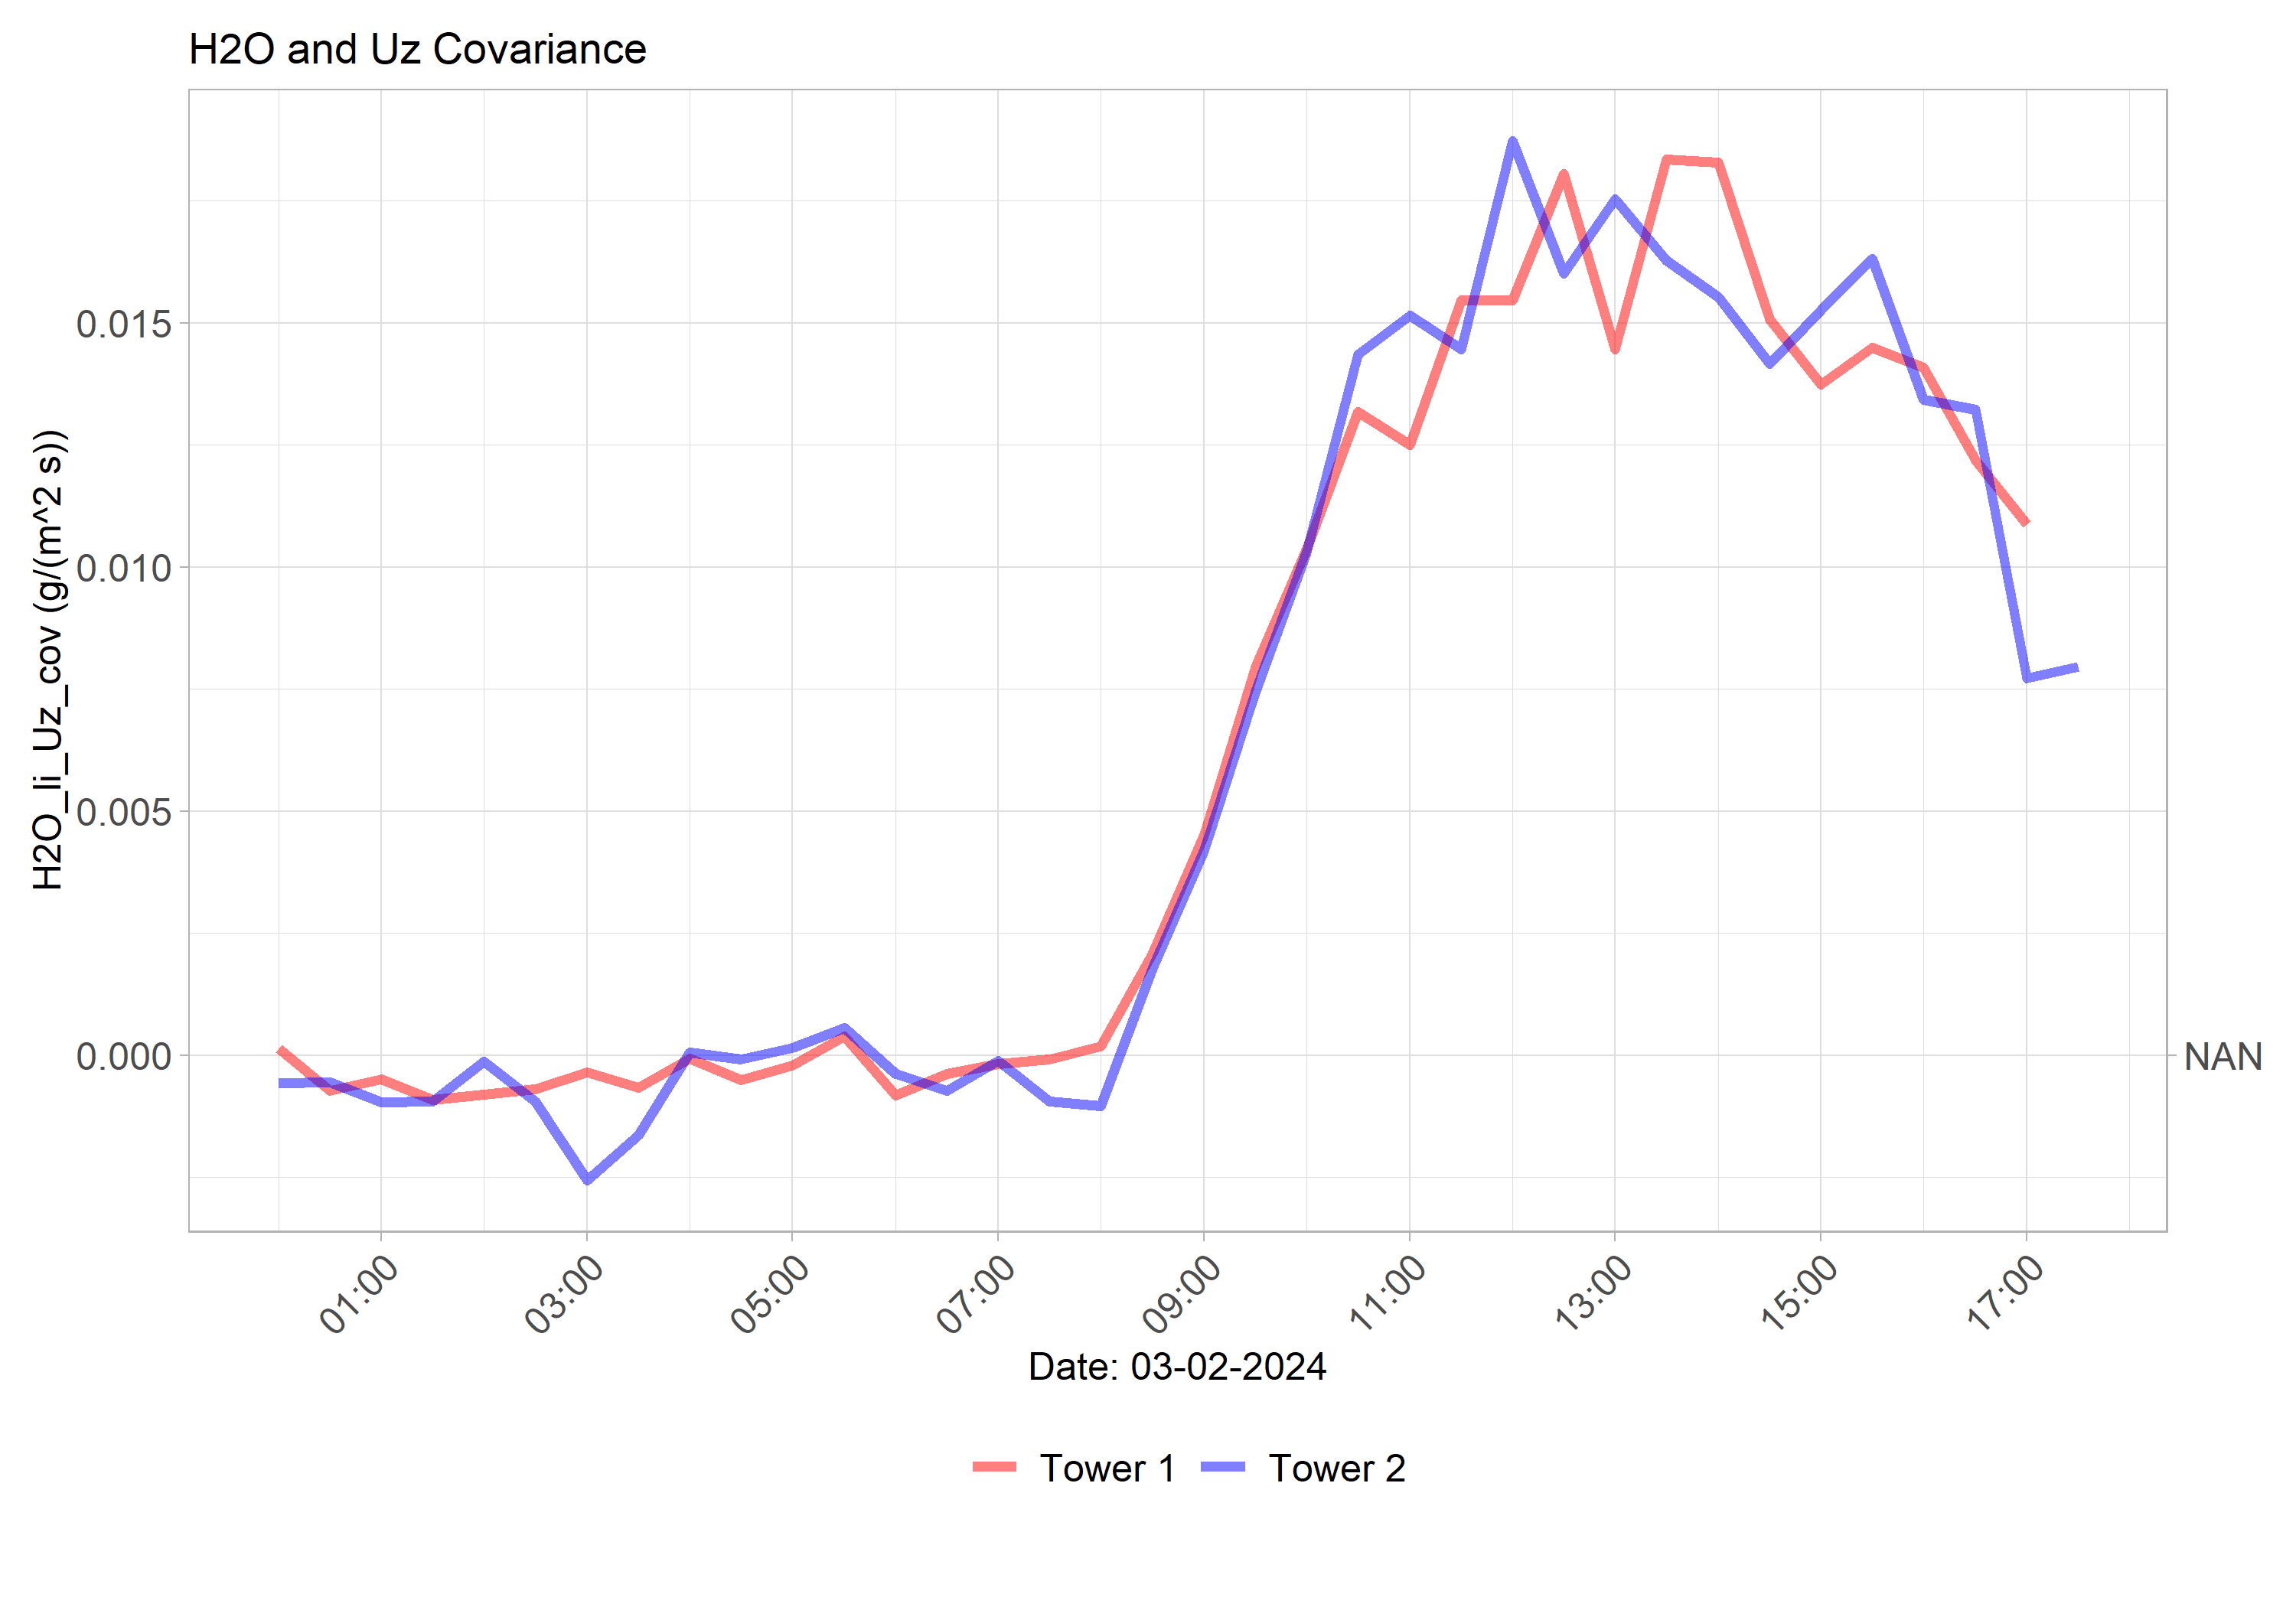 H2O and Uz Covariance
H2O_li_Uz_cov (g/(m^2 s))
0.015
0.010
0.005
0.000
NAN
01:00
03:00
05:00
07:00
09:00
11:00
13:00
15:00
17:00
Date: 03-02-2024
Tower 1
Tower 2